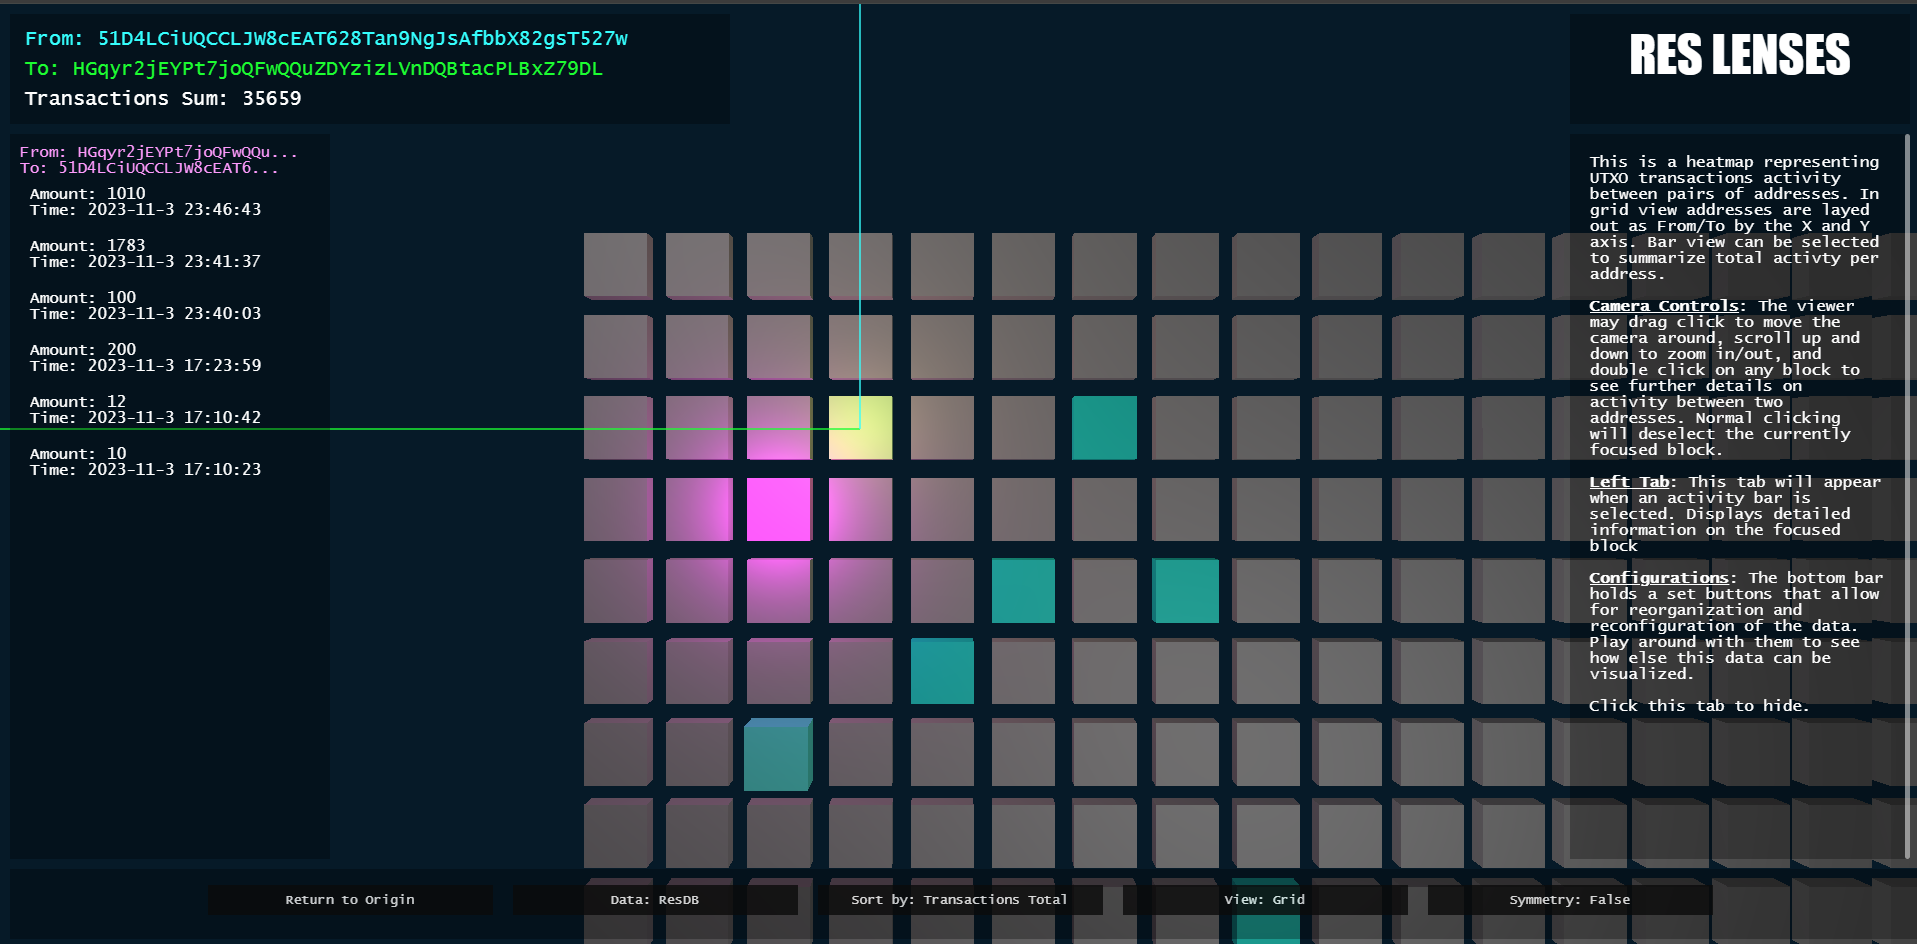 From: 51D4LCiUQCCLJW8cEAT628Tan9NgJsAfbbX82gsT527w
To: HGqyr2jEYPt7joQFwQQuZDYzizLVnDQBtacPLBxZ79DL
Transactions Sum: 35659
RES LENSES
From: HGqyr2jEYPt7joQFwQQu...
To: 51D4LCiUQCCLJW8cEAT6...
Amount: 1010
Time: 2023-11-3 23:46:43
Amount: 1783
Time: 2023-11-3 23:41:37
Amount: 100
Time: 2023-11-3 23:40:03
Amount: 200
Time: 2023-11-3 17:23:59
Amount: 12
Time: 2023-11-3 17:10:42
Amount: 10
Time: 2023-11-3 17:10:23
This is a heatmap representing
UTXO transactions activity
between pairs of addresses. In
grid view addresses are layed
out as From/To by the X and Y
axis. Bar view can be selected
to summarize total activty per
address.
Camera Controls: The viewer
may drag click to move the
camera around, scroll up and
down to zoom in/out, and
double click on any block to
see further details on
activity between two
addresses. Normal clicking
will deselect the currently
focused block.
Left Tab: This tab will appear
when an activity bar is
selected. Displays detailed
information on the focused
block
Configurations: The bottom bar
holds a set buttons that allow
for reorganization and
reconfiguration of the data.
Play around with them to see
how else this data can be
visualized.
Click this tab to hide.
Return to Origin
Data: ResDB
Sort by: Transactions Total
View: Grid
Symmetry: False